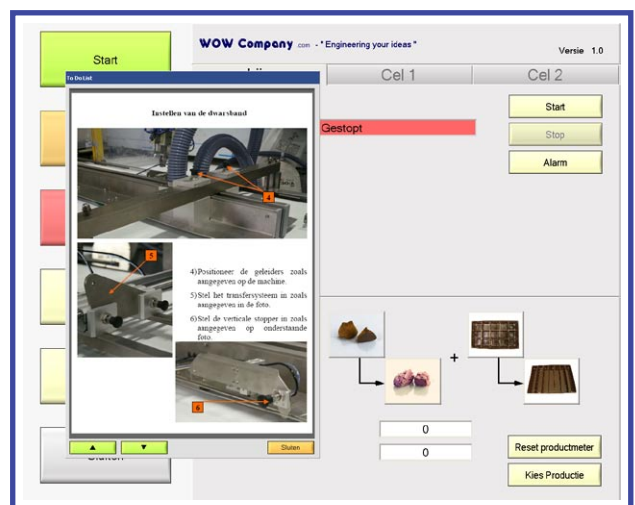 Start
WOW Company .com - " Engineering your ideas "
Versie 1.0
Cel 1
Cel 2
Gestopt
Start
Stop
Alarm
To Do List
Instellen van de dwarsband
4
5
4)Positioneer de geleiders zoals
aangegeven op de machine.
5)Stel het transfersysteem in zoals
aangegeven in de foto.
6)Stel de verticale stopper in zoals
aangegeven op onderstaande
foto.
6
Sluiten
+
0
0
Reset productmeter
Kies Productie